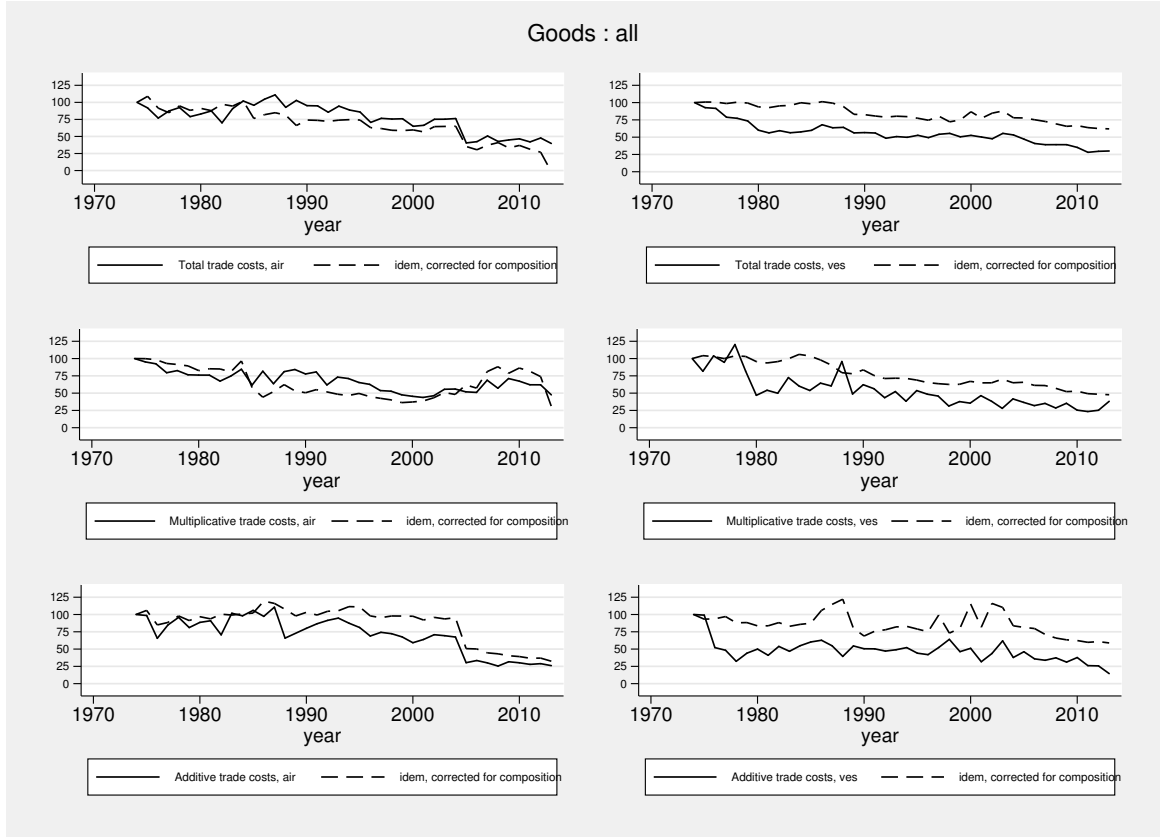 Goods : all
125
100
75
50
25
0
1970 1980 1990 2000 2010
year
Total trade costs, air idem, corrected for composition
125
100
75
50
25
0
1970 1980 1990 2000 2010
year
Total trade costs, ves idem, corrected for composition
125
100
75
50
25
0
1970 1980 1990 2000 2010
year
Multiplicative trade costs, air idem, corrected for composition
125
100
75
50
25
0
1970 1980 1990 2000 2010
year
Multiplicative trade costs, ves idem, corrected for composition
125
100
75
50
25
0
1970 1980 1990 2000 2010
year
Additive trade costs, air idem, corrected for composition
125
100
75
50
25
0
1970 1980 1990 2000 2010
year
Additive trade costs, ves idem, corrected for composition